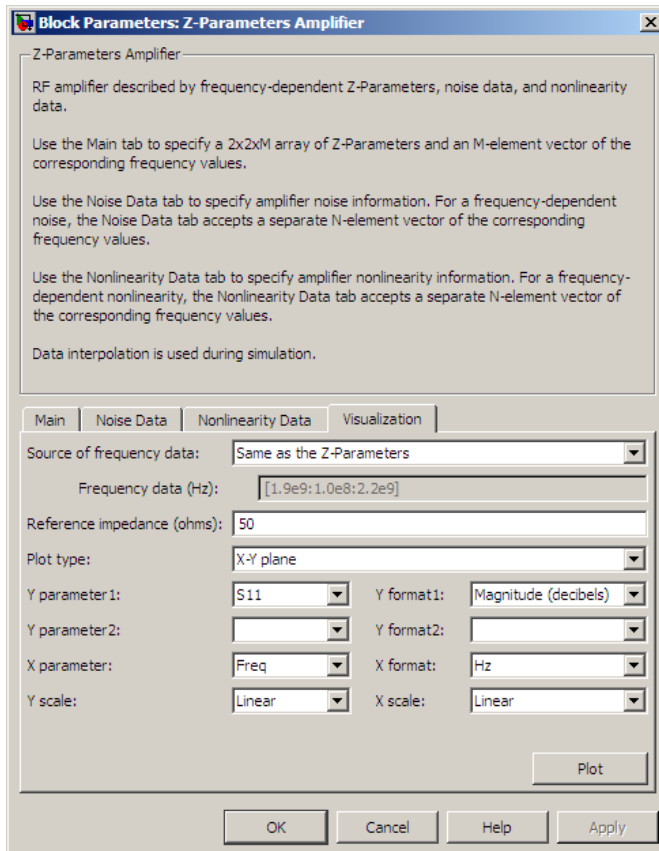 Block Parameters: Z-Parameters Amplifier
Z-Parameters Amplifier
RF amplifier described by frequency-dependent Z-Parameters, noise data, and nonlinearity
data.
Use the Main tab to specify a 2x2xM array of Z-Parameters and an M-element vector of the
corresponding frequency values.
Use the Noise Data tab to specify amplifier noise information. For a frequency-dependent
noise, the Noise Data tab accepts a separate N-element vector of the corresponding
frequency values.
Use the Nonlinearity Data tab to specify amplifier nonlinearity information. For a frequency-
dependent nonlinearity, the Nonlinearity Data tab accepts a separate N-element vector of
the corresponding frequency values.
Data interpolation is used during simulation.
Main Noise Data Nonlinearity Data Visualization
Source of frequency data: Same as the Z-Parameters
Frequency data (Hz): [1.9e9:1.0e8:2.2e9]
Reference impedance (ohms): 50
Plot type: X-Y plane
Y parameter1: S11 Y format1: Magnitude (decibels)
Y parameter2: Y format2:
X parameter: Freq X format: Hz
Y scale: Linear X scale: Linear
Plot
OK Cancel Help Apply